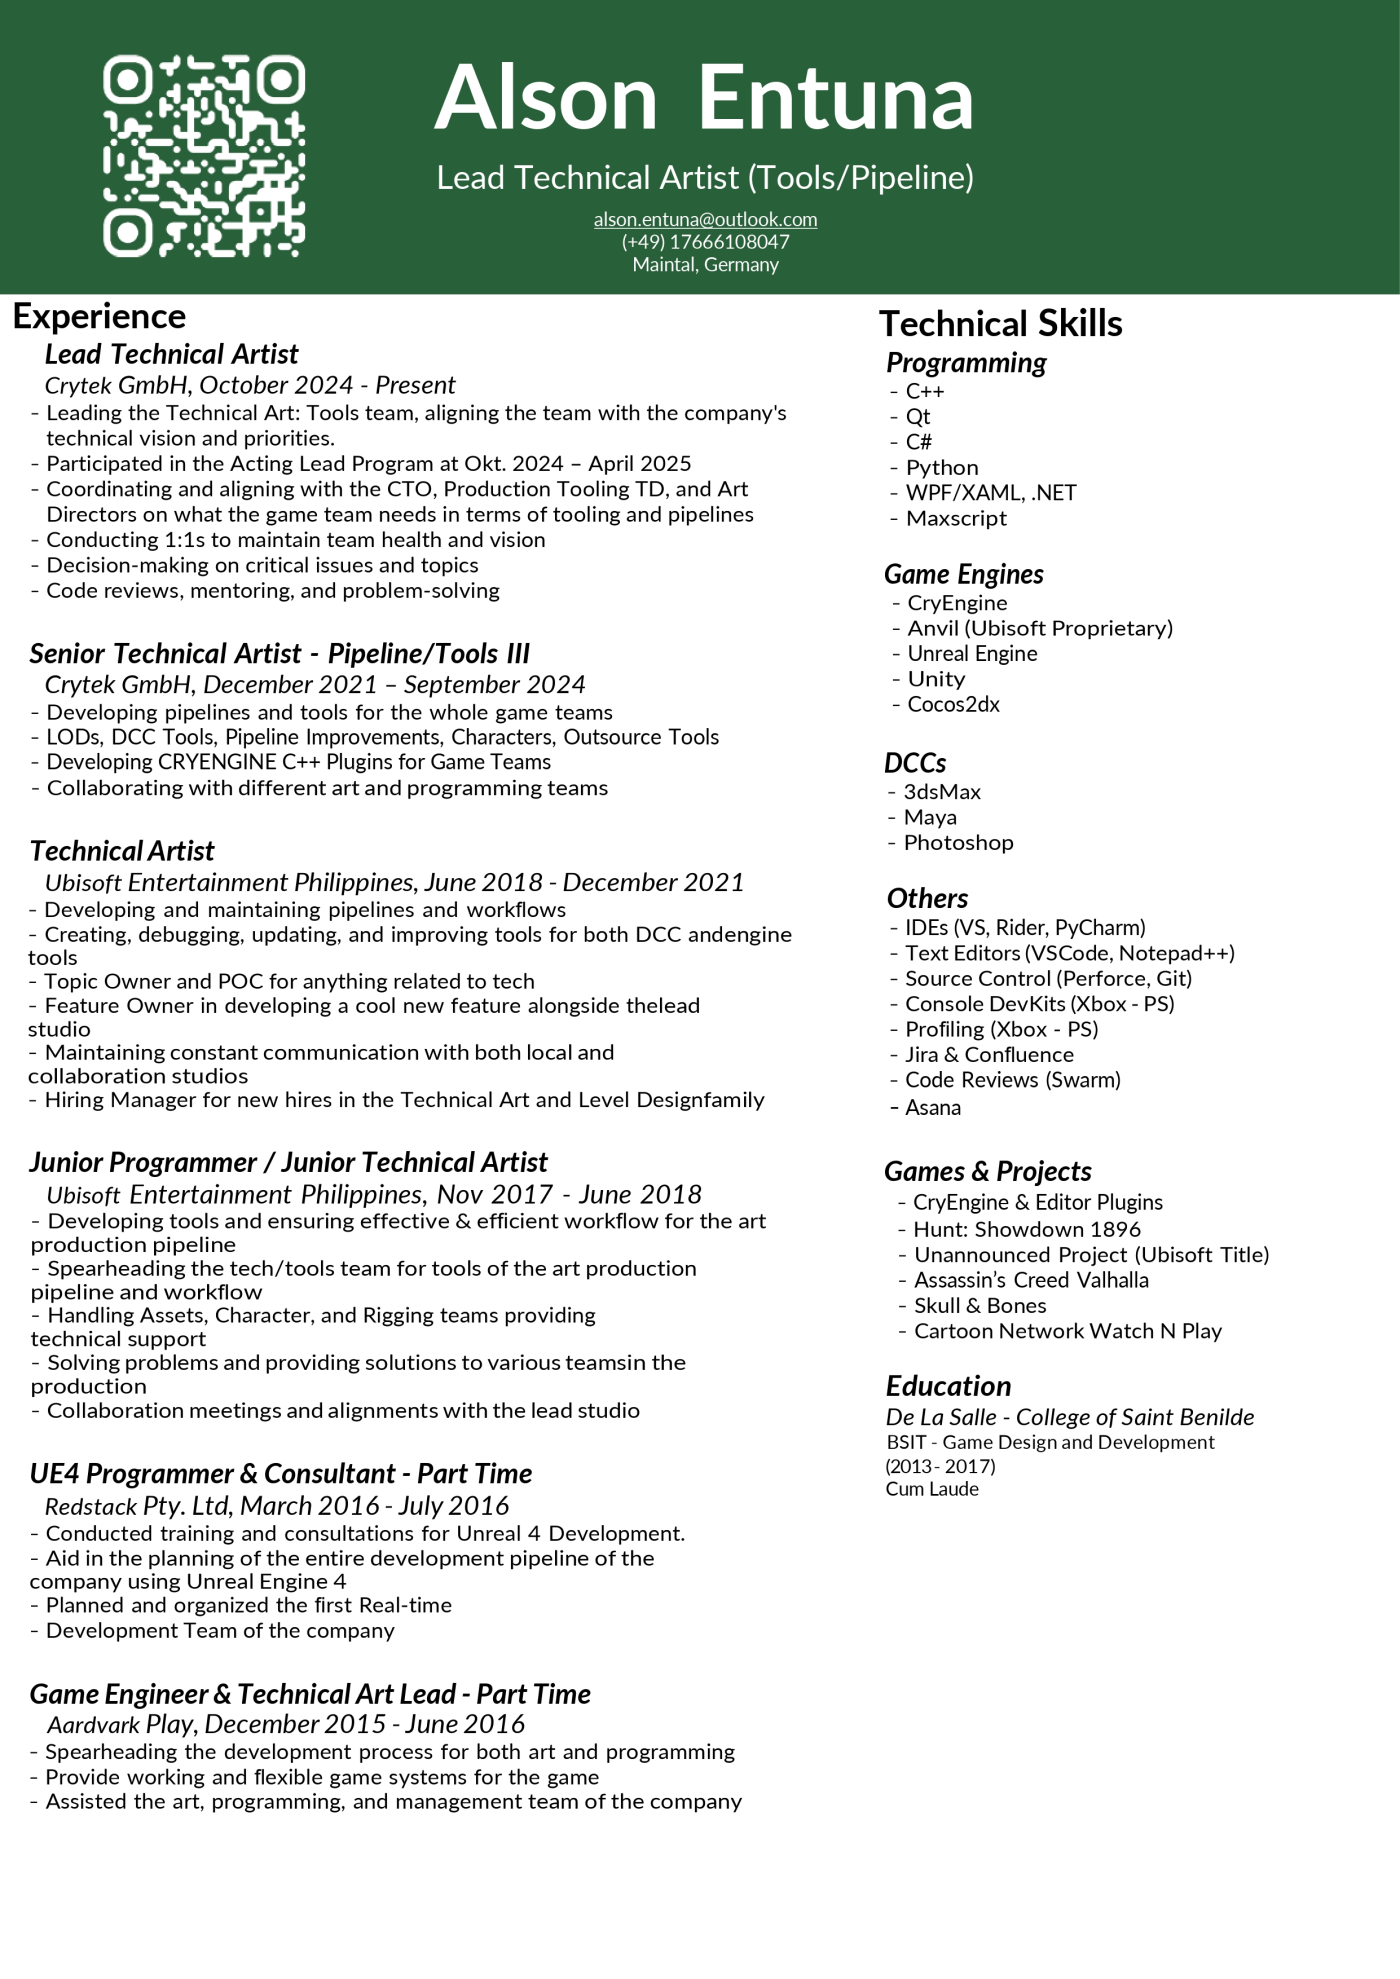 Alson Entuna
Lead Technical Artist (Tools/Pipeline)
alson.entuna@outlook.com
(+49) 17666108047
Maintal, Germany
Experience
Lead Technical Artist
Crytek GmbH, October 2024 - Present
- Leading the Technical Art: Tools team, aligning the team with the company's
technical vision and priorities.
- Participated in the Acting Lead Program at Okt. 2024 – April 2025
- Coordinating and aligning with the CTO, Production Tooling TD, and Art
Directors on what the game team needs in terms of tooling and pipelines
- Conducting 1:1s to maintain team health and vision
- Decision-making on critical issues and topics
- Code reviews, mentoring, and problem-solving
Senior Technical Artist - Pipeline/Tools III
Crytek GmbH, December 2021 – September 2024
- Developing pipelines and tools for the whole game teams
- LODs, DCC Tools, Pipeline Improvements, Characters, Outsource Tools
- Developing CRYENGINE C++ Plugins for Game Teams
- Collaborating with different art and programming teams
Technical Artist
Ubisoft Entertainment Philippines, June 2018 - December 2021
- Developing and maintaining pipelines and workflows
- Creating, debugging, updating, and improving tools for both DCC andengine
tools
- Topic Owner and POC for anything related to tech
- Feature Owner in developing a cool new feature alongside thelead
studio
- Maintaining constant communication with both local and
collaboration studios
- Hiring Manager for new hires in the Technical Art and Level Designfamily
Junior Programmer / Junior Technical Artist
Ubisoft Entertainment Philippines, Nov 2017 - June 2018
- Developing tools and ensuring effective & efficient workflow for the art
production pipeline
- Spearheading the tech/tools team for tools of the art production
pipeline and workflow
- Handling Assets, Character, and Rigging teams providing
technical support
- Solving problems and providing solutions to various teamsin the
production
- Collaboration meetings and alignments with the lead studio
UE4 Programmer & Consultant - Part Time
Redstack Pty. Ltd, March 2016 - July 2016
- Conducted training and consultations for Unreal 4 Development.
- Aid in the planning of the entire development pipeline of the
company using Unreal Engine 4
- Planned and organized the first Real-time
- Development Team of the company
Game Engineer & Technical Art Lead - Part Time
Aardvark Play, December 2015 - June 2016
- Spearheading the development process for both art and programming
- Provide working and flexible game systems for the game
- Assisted the art, programming, and management team of the company
Technical Skills
Programming
- C++
- Qt
- C#
- Python
- WPF/XAML, .NET
- Maxscript
Game Engines
- CryEngine
- Anvil (Ubisoft Proprietary)
- Unreal Engine
- Unity
- Cocos2dx
DCCs
- 3dsMax
- Maya
- Photoshop
Others
- IDEs (VS, Rider, PyCharm)
- Text Editors (VSCode, Notepad++)
- Source Control (Perforce, Git)
- Console DevKits (Xbox - PS)
- Profiling (Xbox - PS)
- Jira & Confluence
- Code Reviews (Swarm)
- Asana
Games & Projects
- CryEngine & Editor Plugins
- Hunt: Showdown 1896
- Unannounced Project (Ubisoft Title)
- Assassin’s Creed Valhalla
- Skull & Bones
- Cartoon Network Watch N Play
Education
De La Salle - College of Saint Benilde
BSIT - Game Design and Development
(2013 - 2017)
Cum Laude